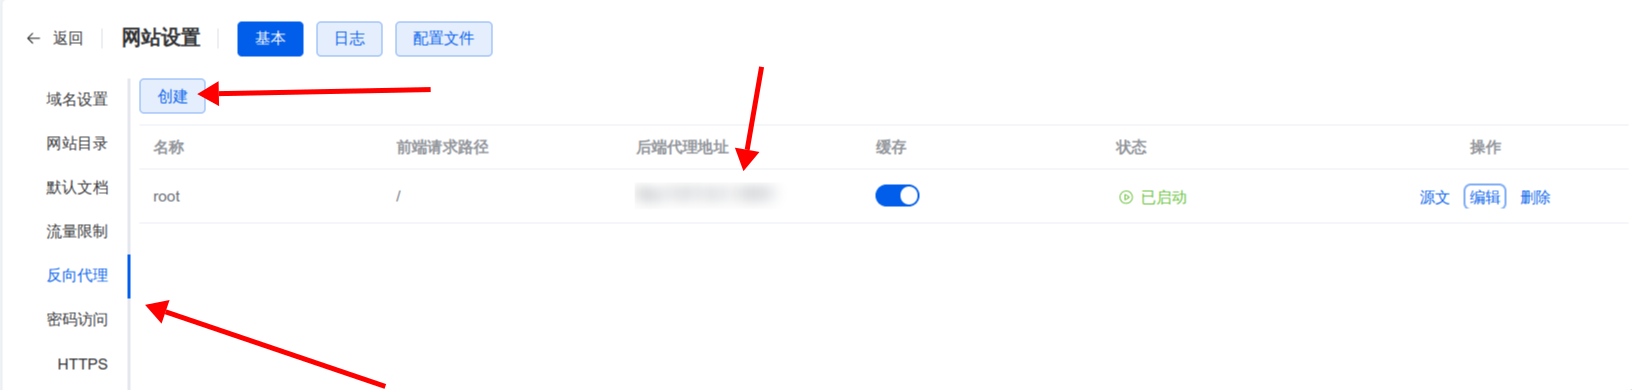 返回 网站设置 基本 日志 配置文件
域名设置
网站目录
默认文档
流量限制
反向代理
密码访问
HTTPS
创建
名称 前端请求路径 后端代理地址 缓存 状态 操作
root / 已启动 源文 编辑 删除